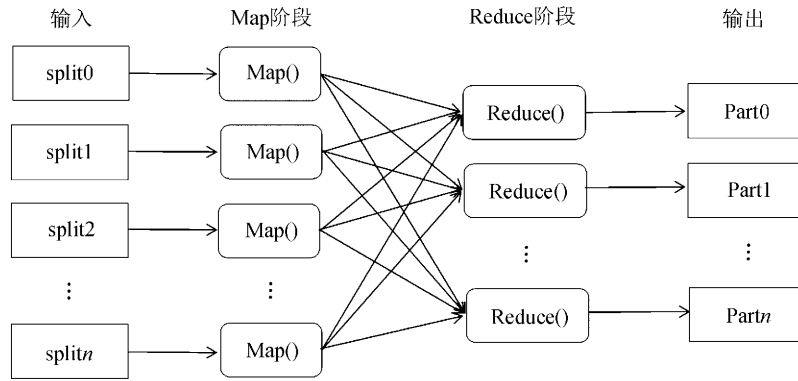 输入 Map阶段 Reduce阶段 输出
split0 Map()
Reduce() Part0
split1 Map()
Reduce() Part1
split2 Map()
⋮
⋮ ⋮
Reduce() Partn
splitn Map()